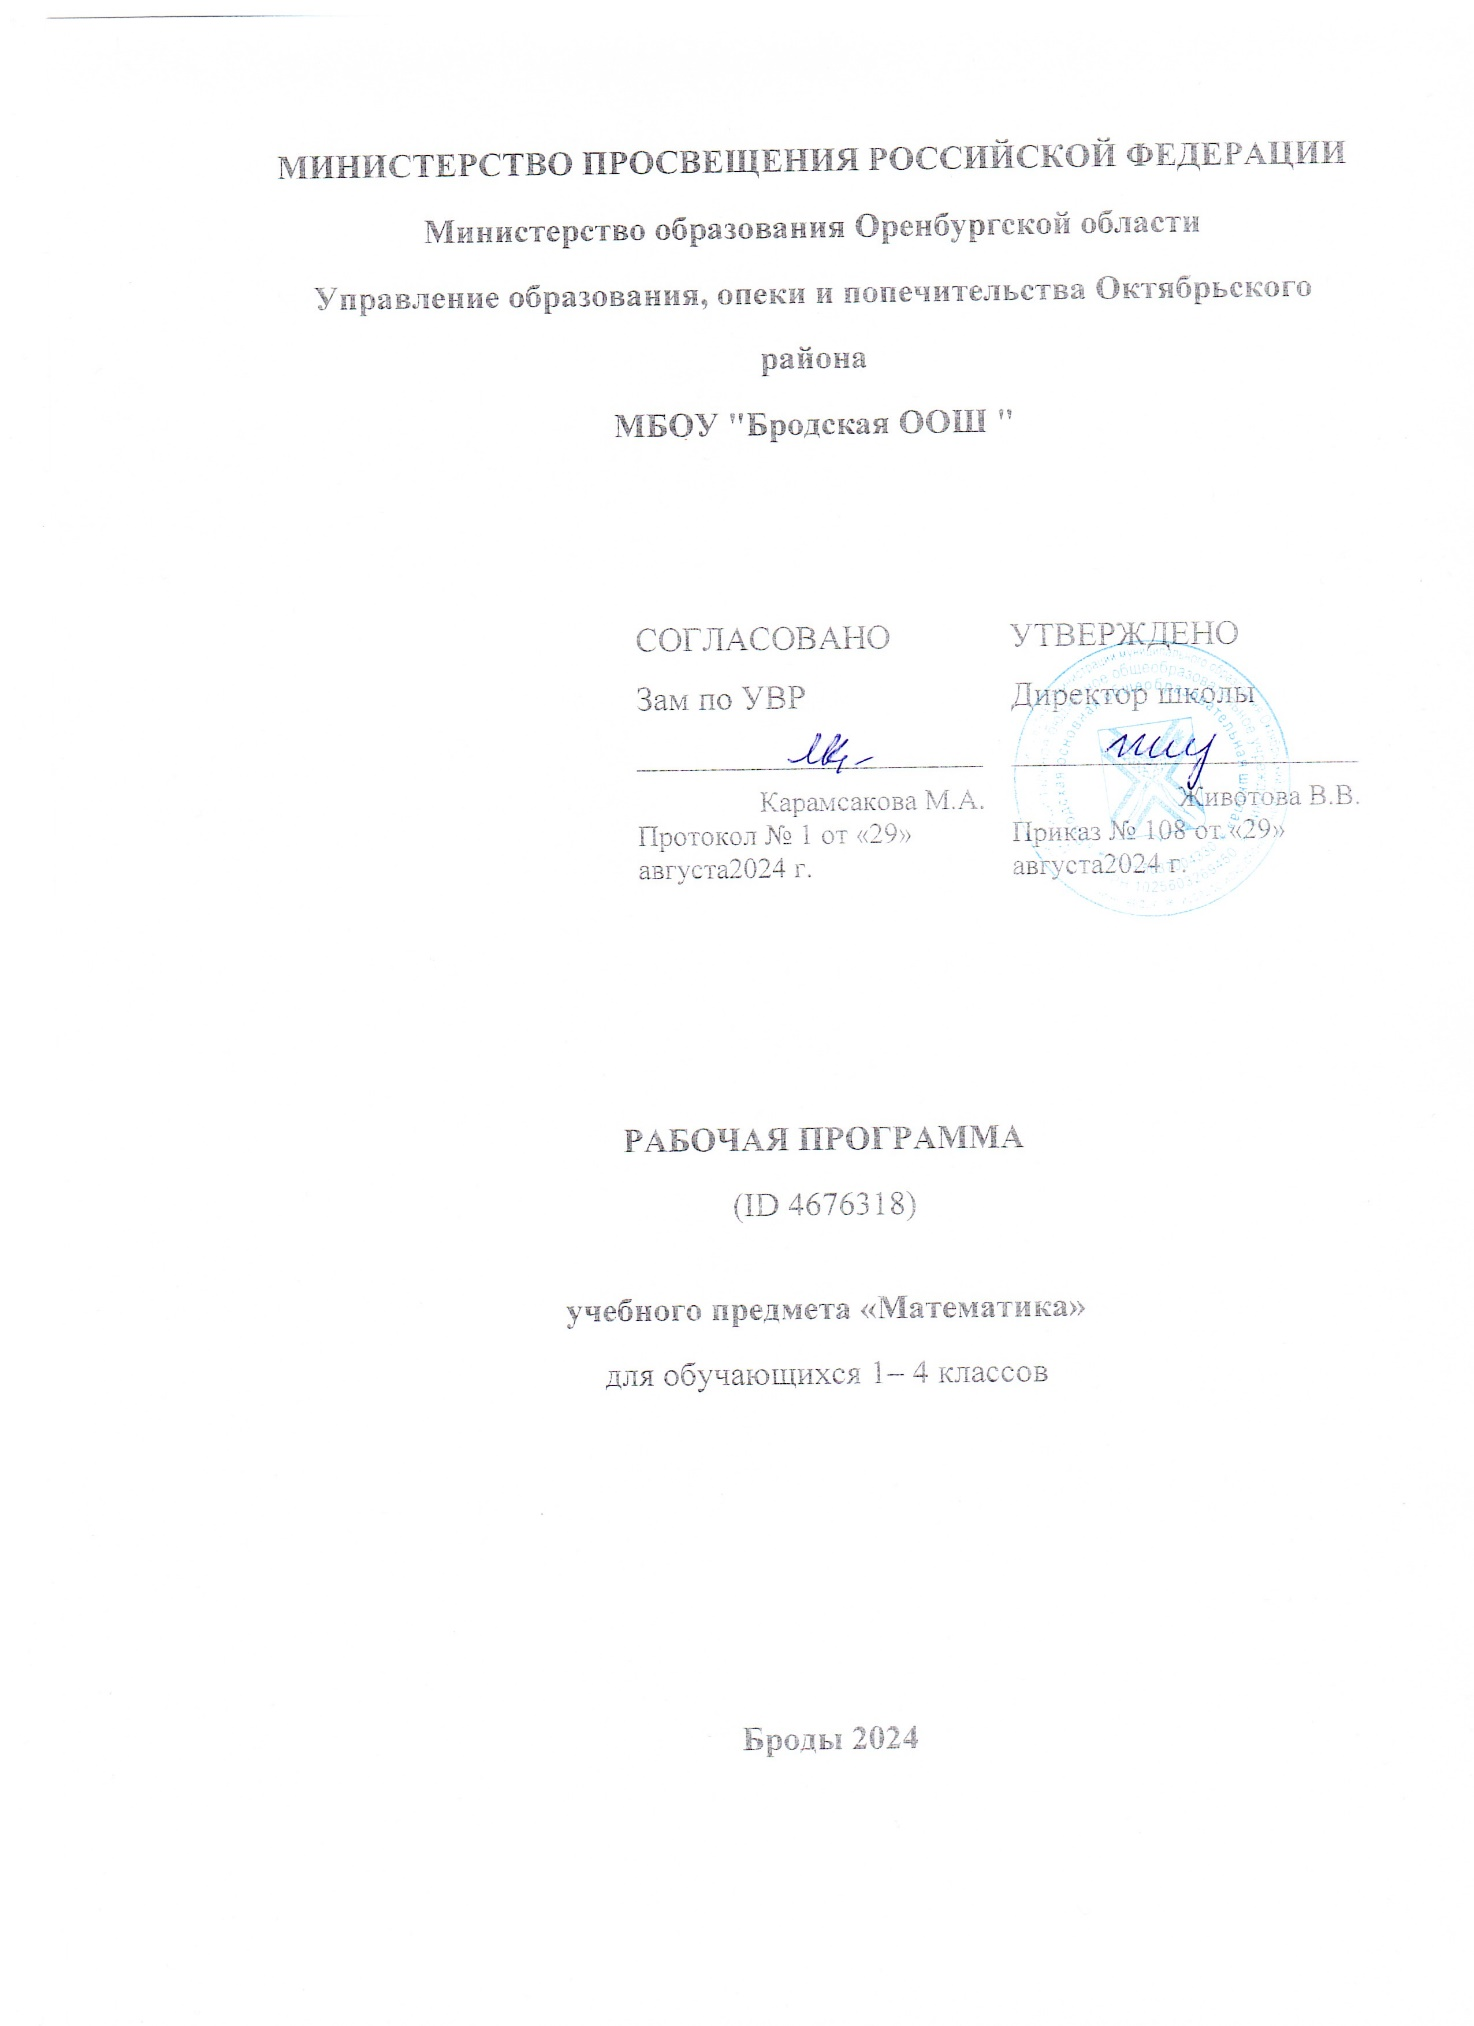 МИНИСТЕРСТВО ПРОСВЕЩЕНИЯ РОССИЙСКОЙ ФЕДЕРАЦИИ
Министерство образования Оренбургской области
Управление образования, опеки и попечительства Октябрьского
района
МБОУ "Бродская ООШ "
СОГЛАСОВАНО
Зам по УВР
Карамсакова М.А.
Протокол № 1 от «29»
августа2024 г.
УТВЕРЖДЕНО
Директор школы
Животова В.В.
Приказ № 108 от «29»
августа2024 г.
РАБОЧАЯ ПРОГРАММА
(ID 4676318)
учебного предмета «Математика»
для обучающихся 1– 4 классов
Броды 2024